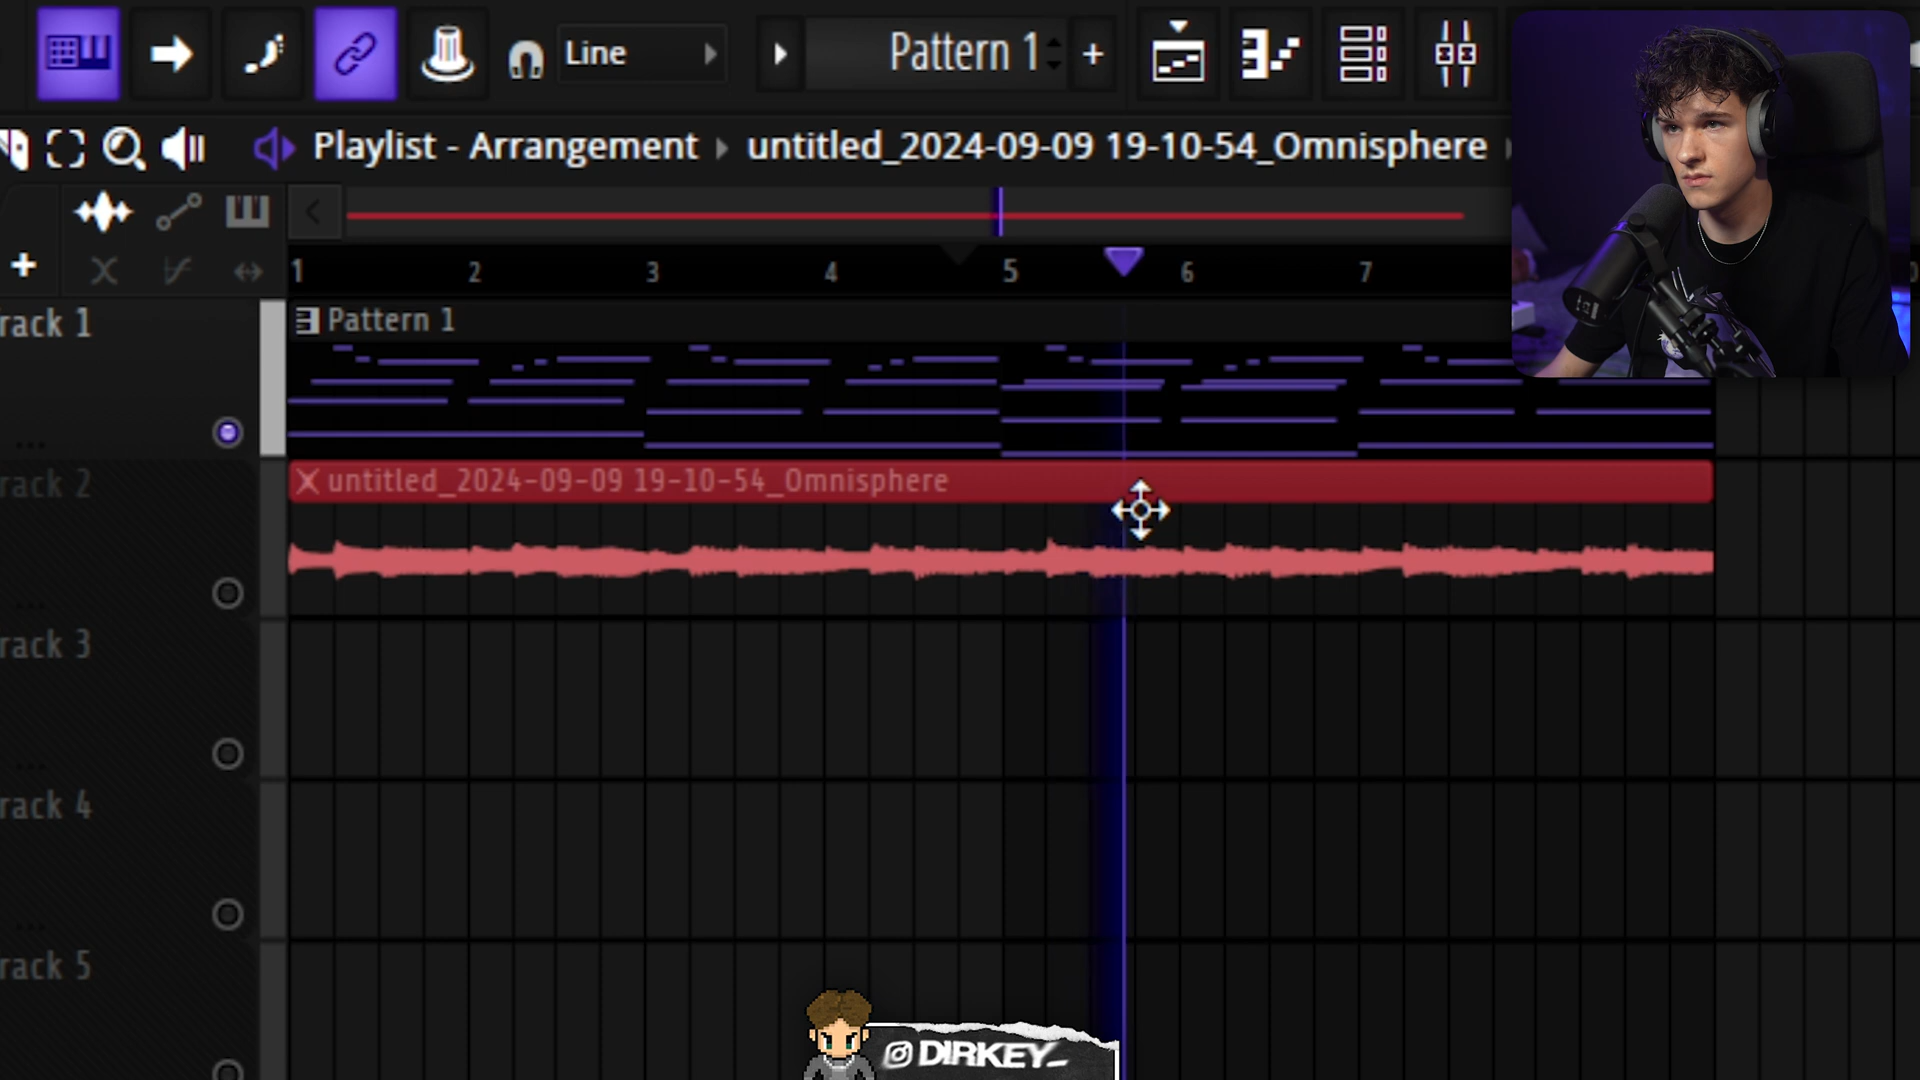 Line
Pattern 1
+
Playlist - Arrangement
untitled_2024-09-09 19-10-54_Omnisphere
+
1 2 3 4 5 6 7
rack 1
Pattern 1
...
rack 2
untitled_2024-09-09 19-10-54_Omnisphere
...
rack 3
...
rack 4
...
rack 5
DIRKEY_